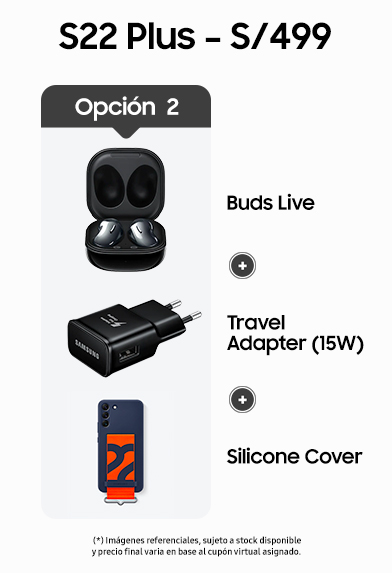 S22 Plus – S/499
Opción 2
Buds Live
+
SAMSUNG
Travel
Adapter (15W)
+
Silicone Cover
(*) Imágenes referenciales, sujeto a stock disponible
y precio final varia en base al cupón virtual asignado.